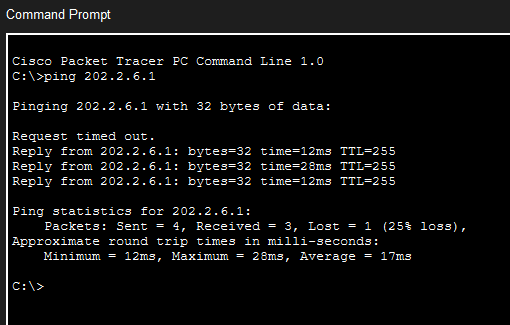 Command Prompt
Cisco Packet Tracer PC Command Line 1.0
C:\>ping 202.2.6.1
Pinging 202.2.6.1 with 32 bytes of data:
Request timed out.
Reply from 202.2.6.1: bytes=32 time=12ms TTL=255
Reply from 202.2.6.1: bytes=32 time=28ms TTL=255
Reply from 202.2.6.1: bytes=32 time=12ms TTL=255
Ping statistics for 202.2.6.1:
    Packets: Sent = 4, Received = 3, Lost = 1 (25% loss),
Approximate round trip times in milli-seconds:
    Minimum = 12ms, Maximum = 28ms, Average = 17ms
C:\>